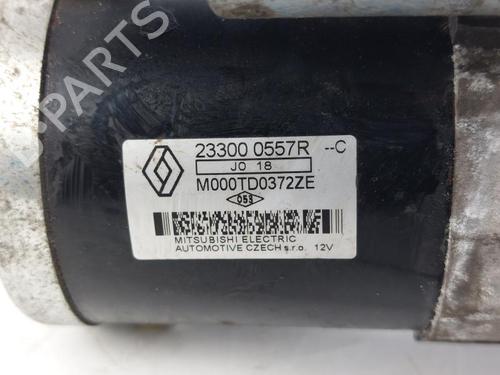 23300 0557R --C
J0 18
M000TD0372ZE
053
MITSUBISHI ELECTRIC
AUTOMOTIVE CZECH s.r.o. 12V
B-PARTS